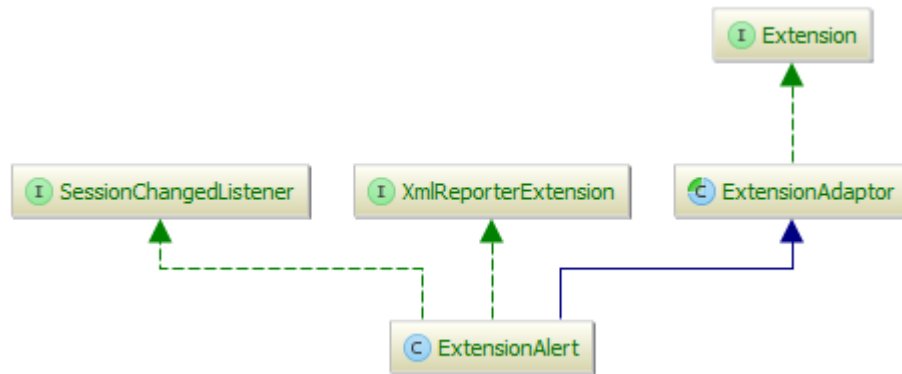 I Extension
I SessionChangedListener
I XmlReporterExtension
C ExtensionAdaptor
C ExtensionAlert